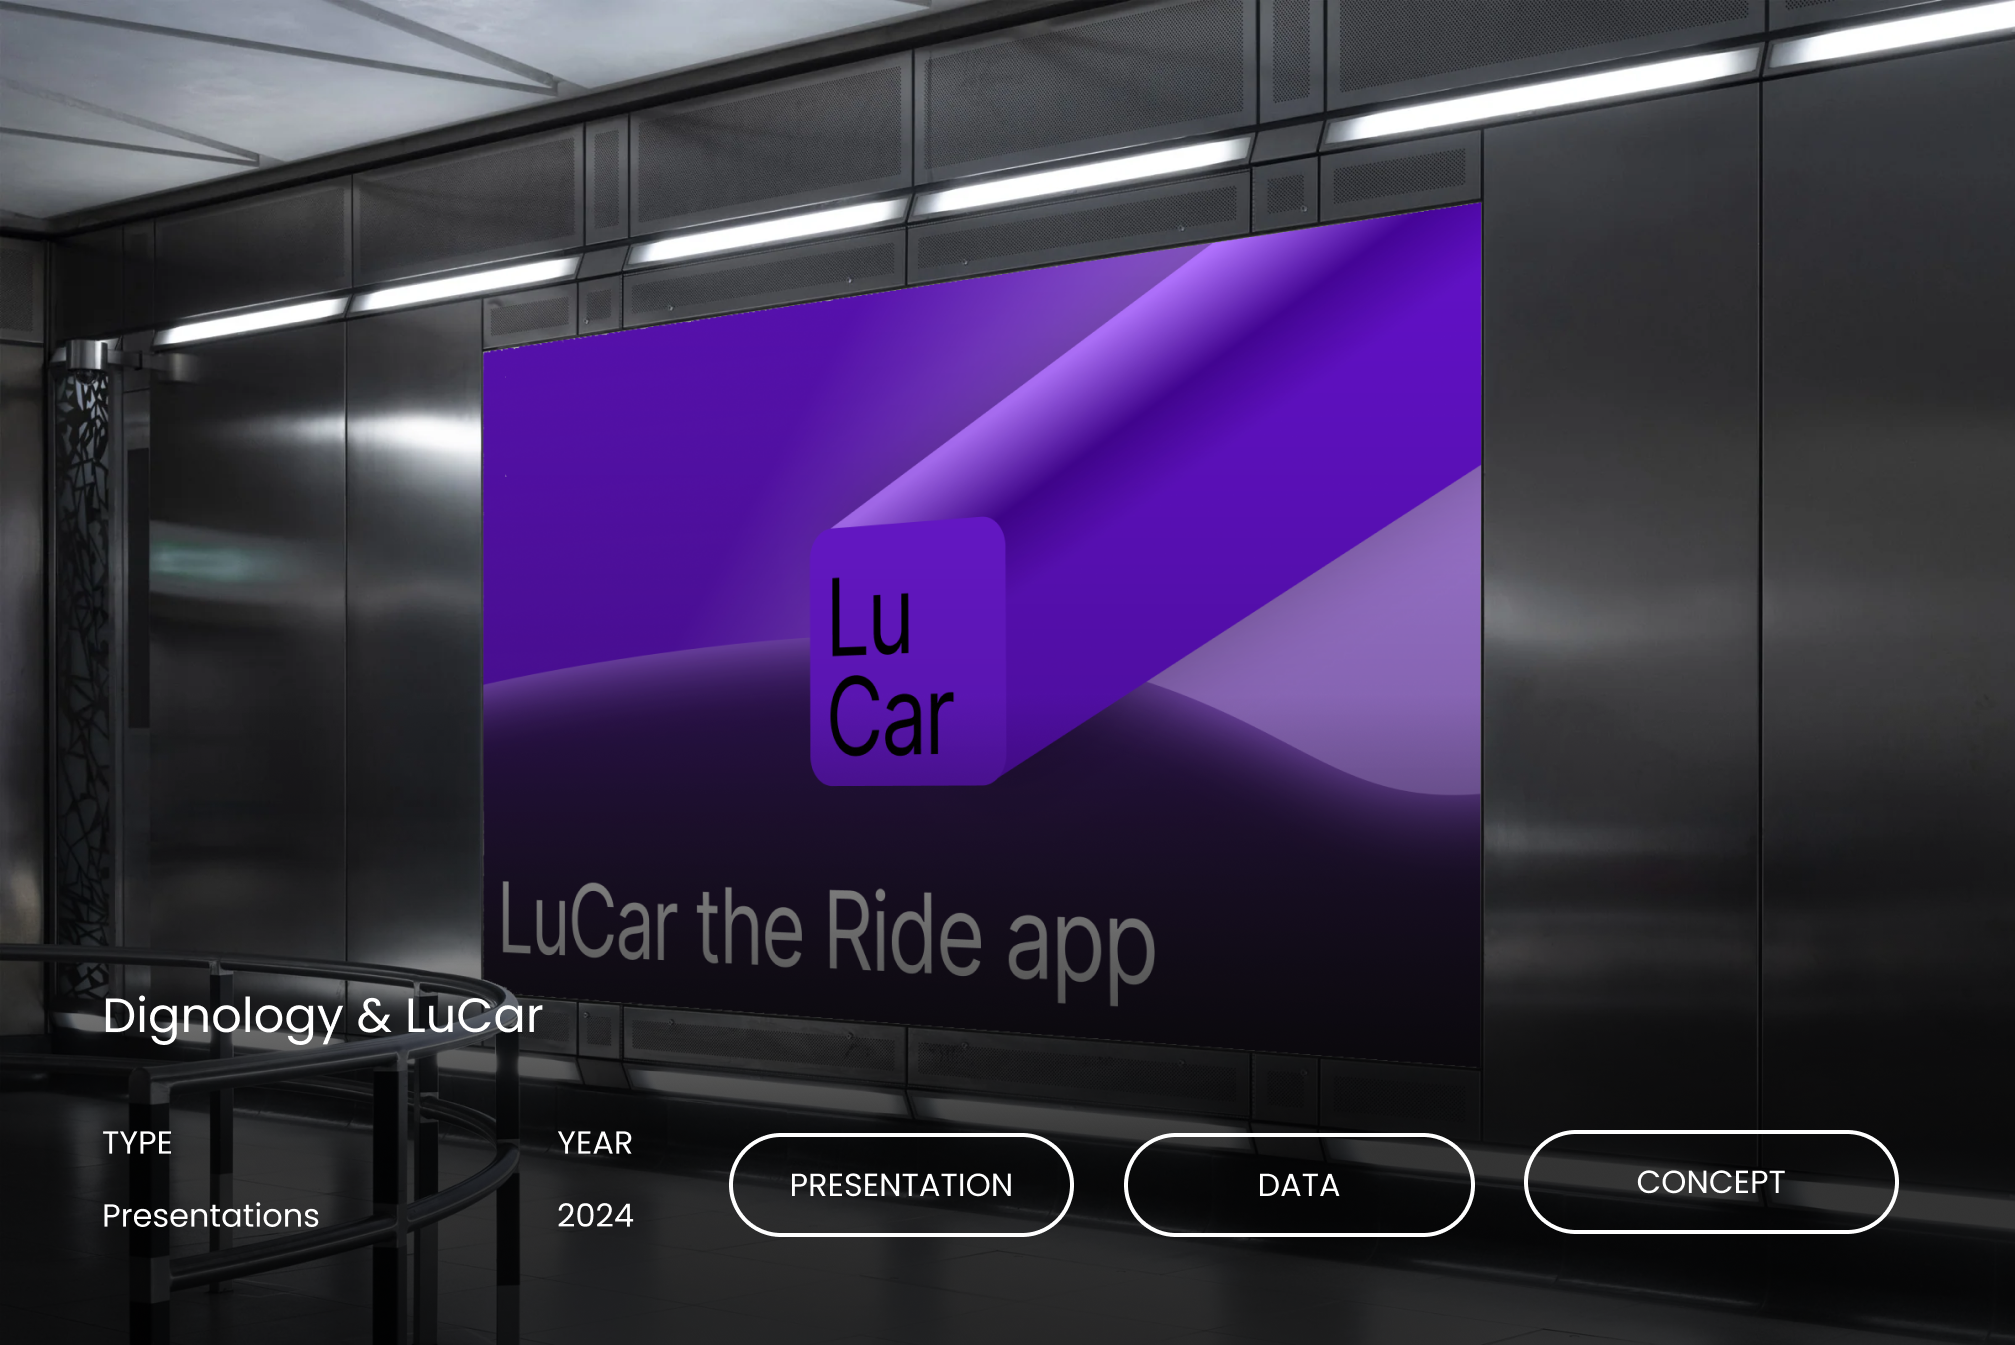 Lu
Car
LuCar the Ride app
Dignology & LuCar
TYPE
YEAR
PRESENTATION
DATA
CONCEPT
Presentations
2024